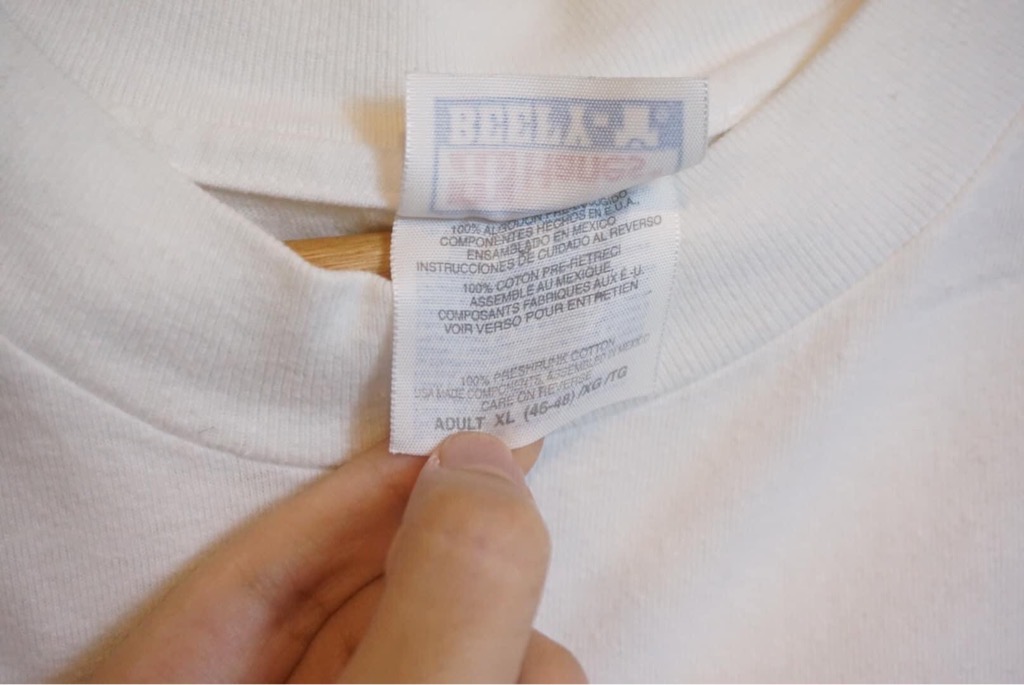 100% ALGODON PREENCOGIDO
COMPONENTES HECHOS EN E.U.A.,
ENSAMBLADO EN MEXICO
INSTRUCCIONES DE CUIDADO AL REVERSO
100% COTON PRE-RETRECI
ASSEMBLE AU MEXIQUE,
COMPOSANTS FABRIQUES AUX É.-U.
VOIR VERSO POUR ENTRETIEN
100% PRESHRUNK COTTON
USA MADE COMPONENTS, ASSEMBLED IN MEXICO
CARE ON REVERSE
ADULT XL (46-48) /XG /TG